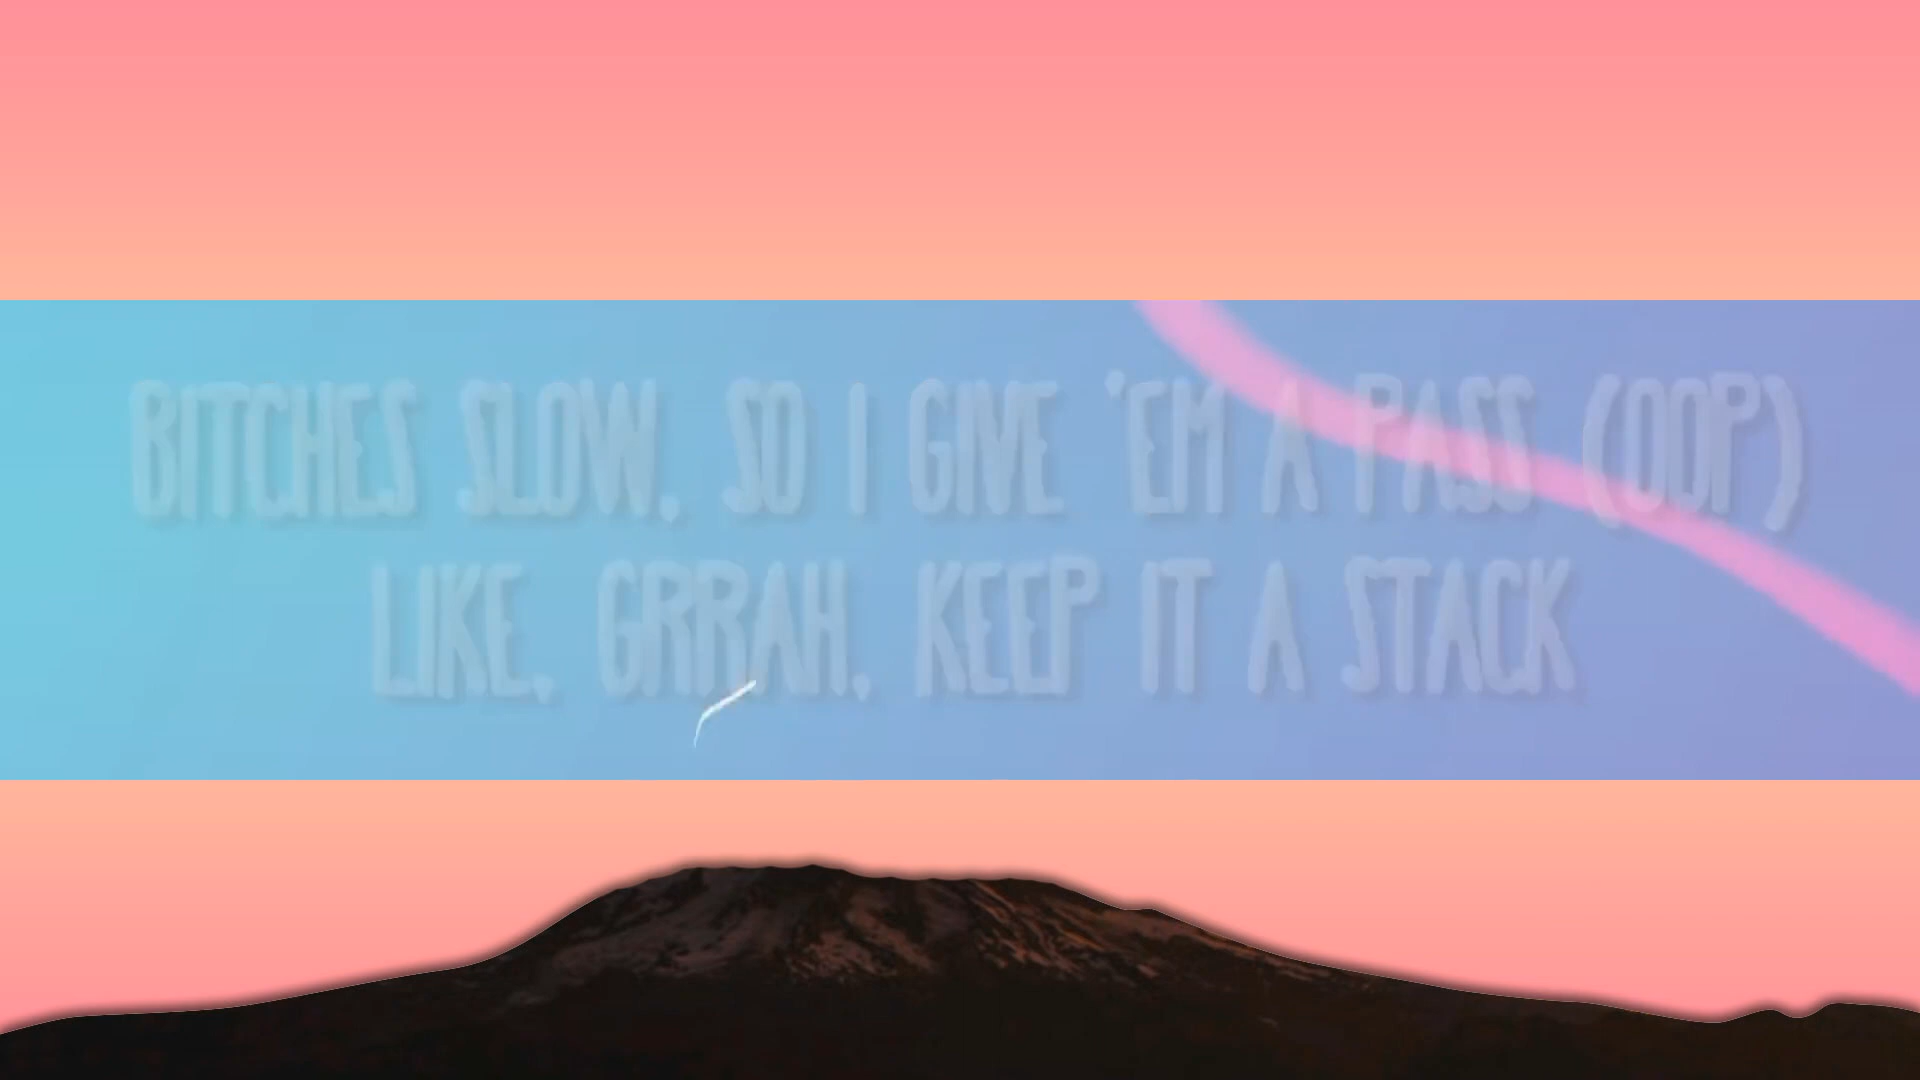 BITCHES SLOW, SO I GIVE 'EM A PASS (OOP)
LIKE, GRRAH, KEEP IT A STACK